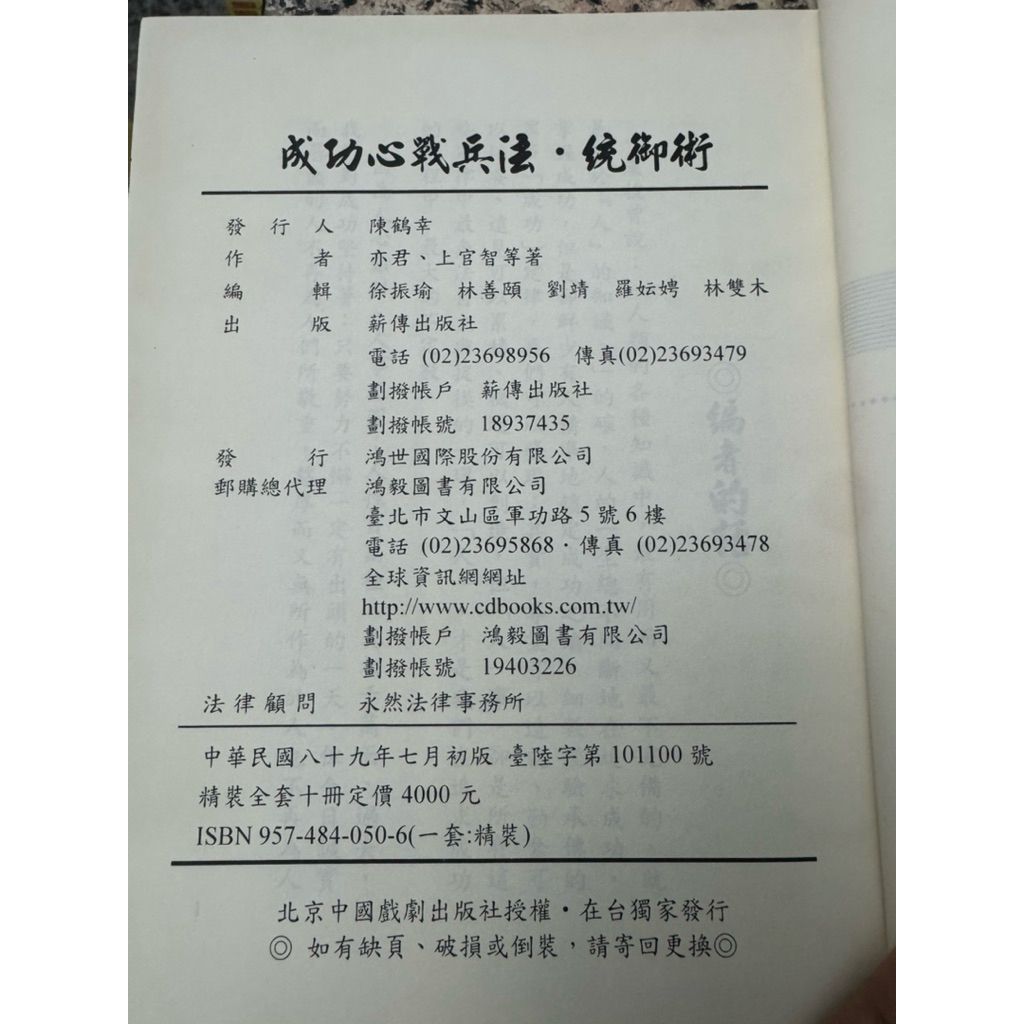 成功心戰兵法·統御術
發行人 陳鶴幸
作者 亦君、上官智等著
編輯 徐振瑜 林善頤 劉靖 羅妘娉 林雙木
出版 薪傳出版社
電話 (02)23698956 傳真(02)23693479
劃撥帳戶 薪傳出版社
劃撥帳號 18937435
發行 鴻世國際股份有限公司
郵購總代理 鴻毅圖書有限公司
臺北市文山區軍功路5號6樓
電話 (02)23695868·傳真 (02)23693478
全球資訊網網址
http://www.cdbooks.com.tw/
劃撥帳戶 鴻毅圖書有限公司
劃撥帳號 19403226
法律顧問 永然法律事務所
中華民國八十九年七月初版 臺陸字第101100號
精裝全套十冊定價4000元
ISBN 957-484-050-6(一套:精裝)
北京中國戲劇出版社授權·在台獨家發行
◎ 如有缺頁、破損或倒裝，請寄回更換◎